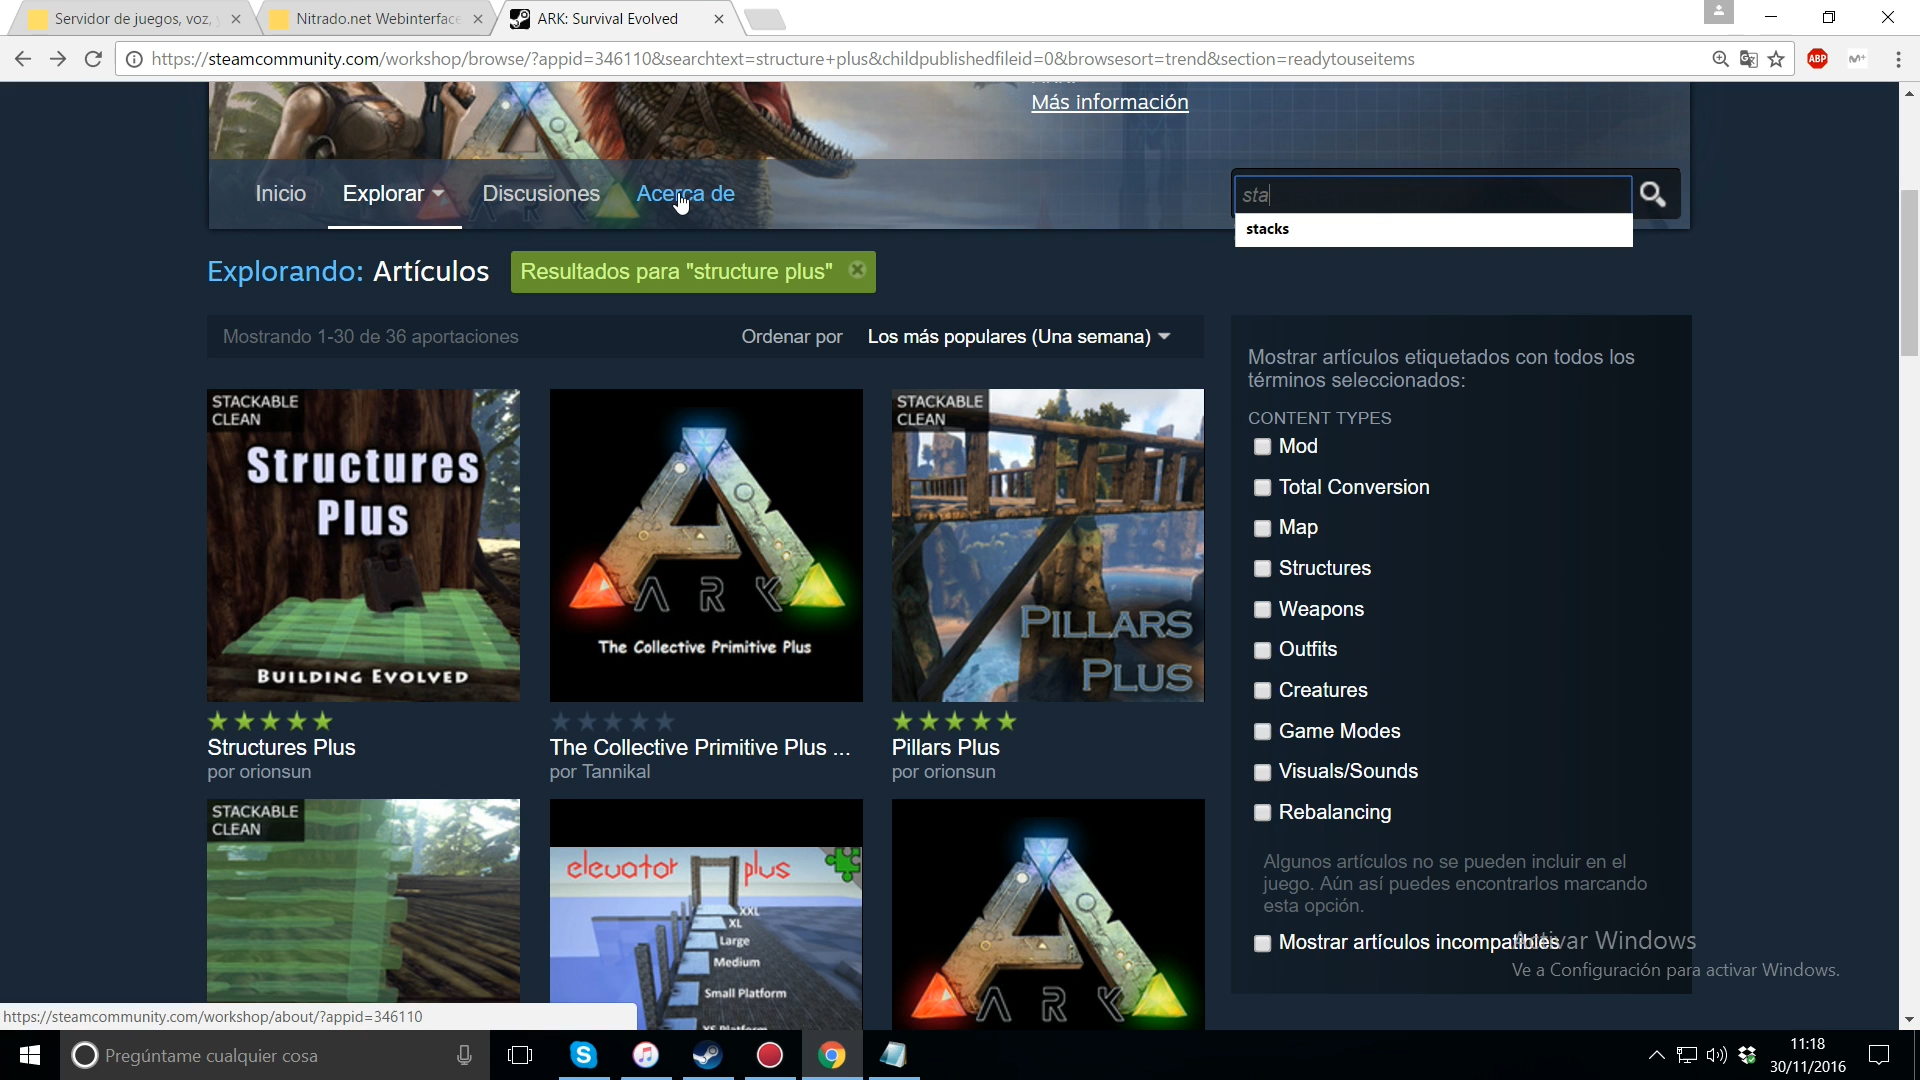 Servidor de juegos, voz, y
Nitrado.net Webinterface
ARK: Survival Evolved
https://steamcommunity.com/workshop/browse/?appid=346110&searchtext=structure+plus&childpublishedfileid=0&browsesort=trend&section=readytouseitems
ABP
Más información
Inicio
Explorar
Discusiones
Acerca de
sta
stacks
Explorando: Artículos
Resultados para "structure plus"
Mostrando 1-30 de 36 aportaciones
Ordenar por Los más populares (Una semana)
Mostrar artículos etiquetados con todos los
términos seleccionados:
CONTENT TYPES
Mod
Total Conversion
Map
Structures
Weapons
Outfits
Creatures
Game Modes
Visuals/Sounds
Rebalancing
Algunos artículos no se pueden incluir en el
juego. Aún así puedes encontrarlos marcando
esta opción.
Mostrar artículos incompatibles
STACKABLE
CLEAN
Structures
Plus
BUILDING EVOLVED
Structures Plus
por orionsun
ARK
The Collective Primitive Plus
The Collective Primitive Plus ...
por Tannikal
STACKABLE
CLEAN
PILLARS
PLUS
Pillars Plus
por orionsun
STACKABLE
CLEAN
elevator plus
XXL
XL
Large
Medium
Small Platform
XS Platform
ARK
Activar Windows
Ve a Configuración para activar Windows.
https://steamcommunity.com/workshop/about/?appid=346110
Pregúntame cualquier cosa
11:18
30/11/2016